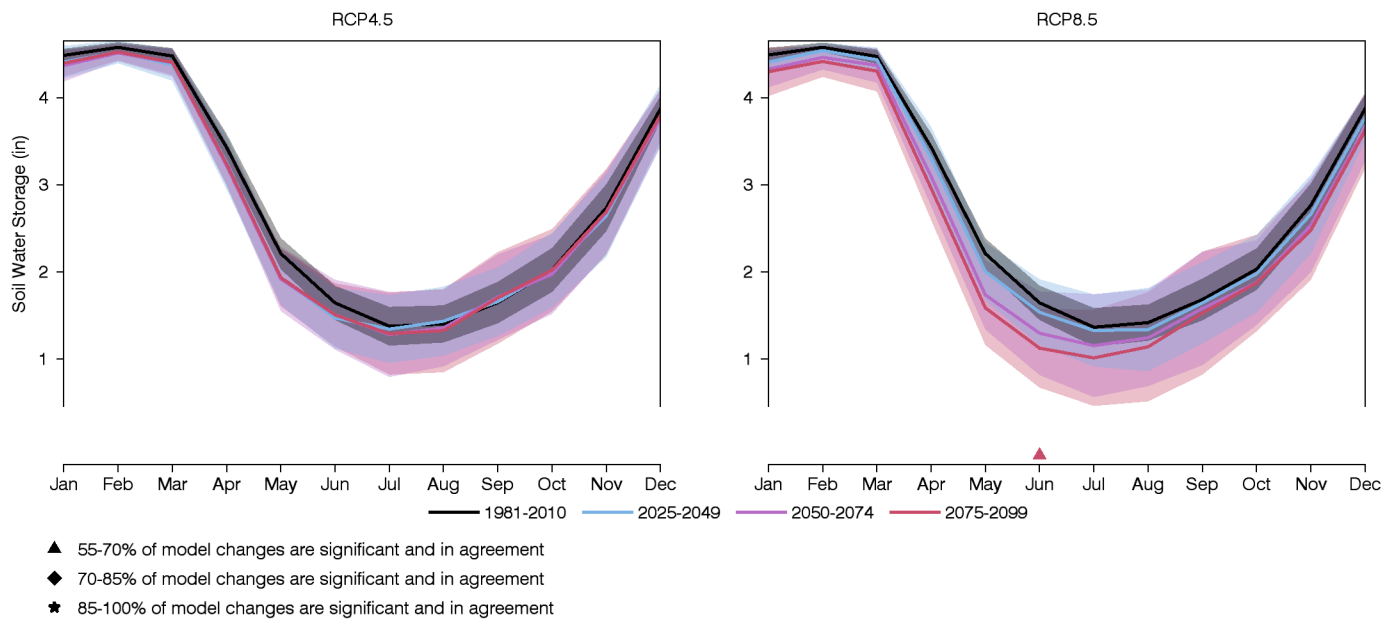 RCP4.5
RCP8.5
Soil Water Storage (in)
4
3
2
1
4
3
2
1
Jan Feb Mar Apr May Jun Jul Aug Sep Oct Nov Dec
Jan Feb Mar Apr May Jun Jul Aug Sep Oct Nov Dec
1981-2010 2025-2049 2050-2074 2075-2099
55-70% of model changes are significant and in agreement
70-85% of model changes are significant and in agreement
85-100% of model changes are significant and in agreement